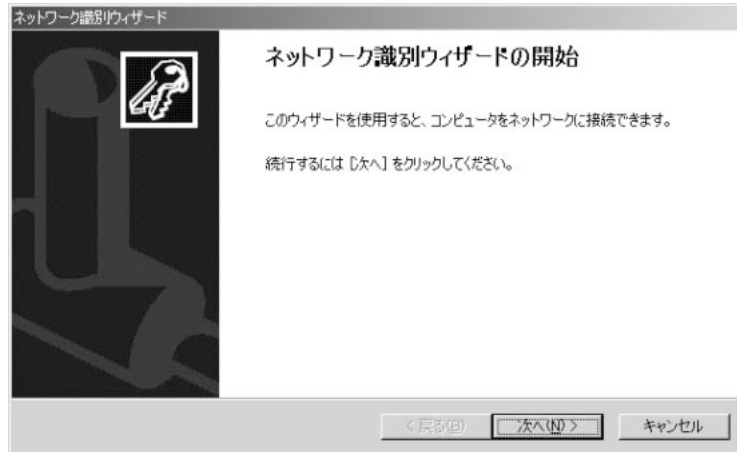 ネットワーク識別ウィザード
ネットワーク識別ウィザードの開始
このウィザードを使用すると、コンピュータをネットワークに接続できます。
続行するには [次へ] をクリックしてください。
< 戻る(B)
次へ(N) >
キャンセル